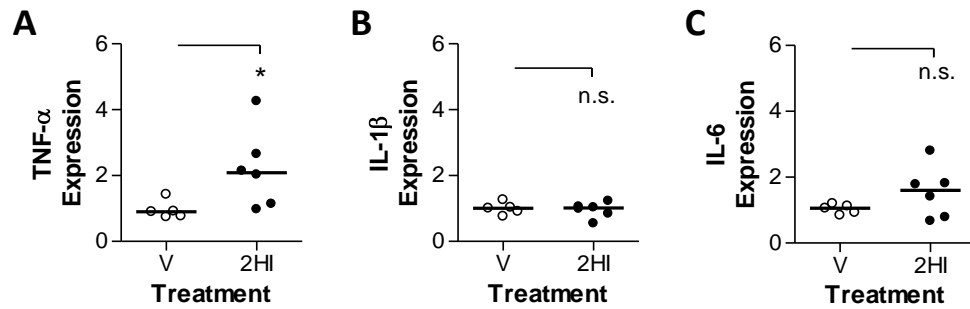 A
TNF-α
Expression
6
4
2
0
*
V
2HI
Treatment
B
IL-1β
Expression
6
4
2
0
n.s.
V
2HI
Treatment
C
IL-6
Expression
6
4
2
0
n.s.
V
2HI
Treatment